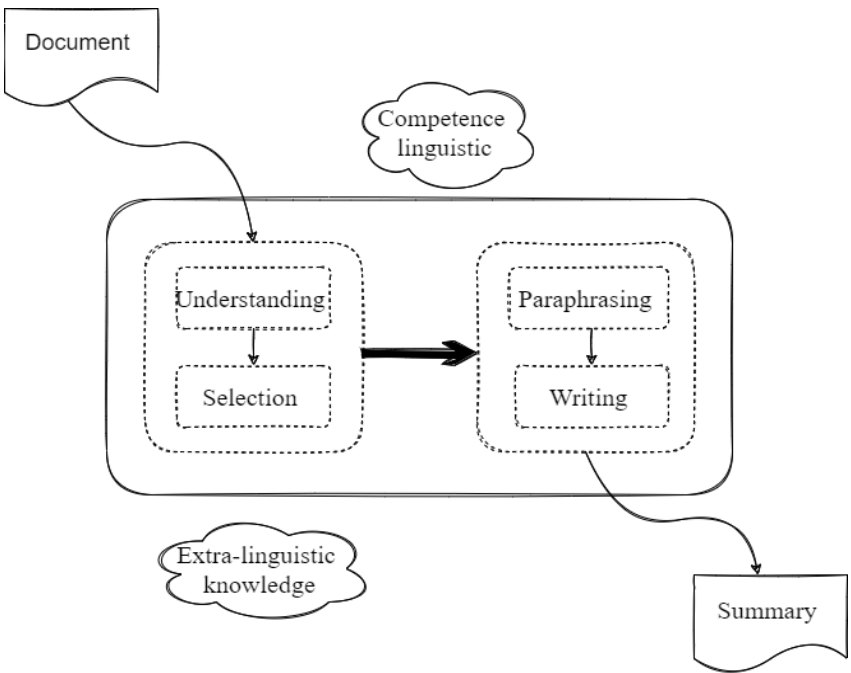 Document
Competence
linguistic
Understanding
Paraphrasing
Selection
Writing
Extra-linguistic
knowledge
Summary